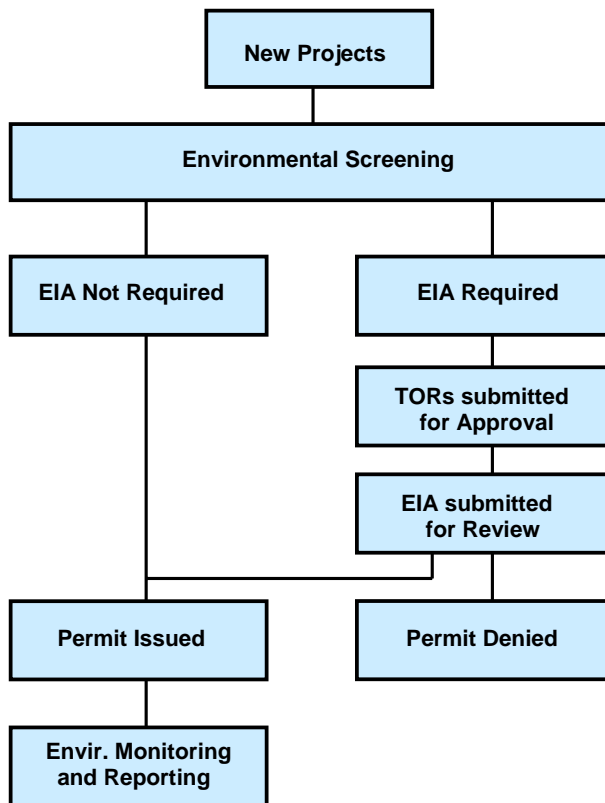 New Projects
Environmental Screening
EIA Not Required
EIA Required
TORs submitted
for Approval
EIA submitted
for Review
Permit Issued
Permit Denied
Envir. Monitoring
and Reporting